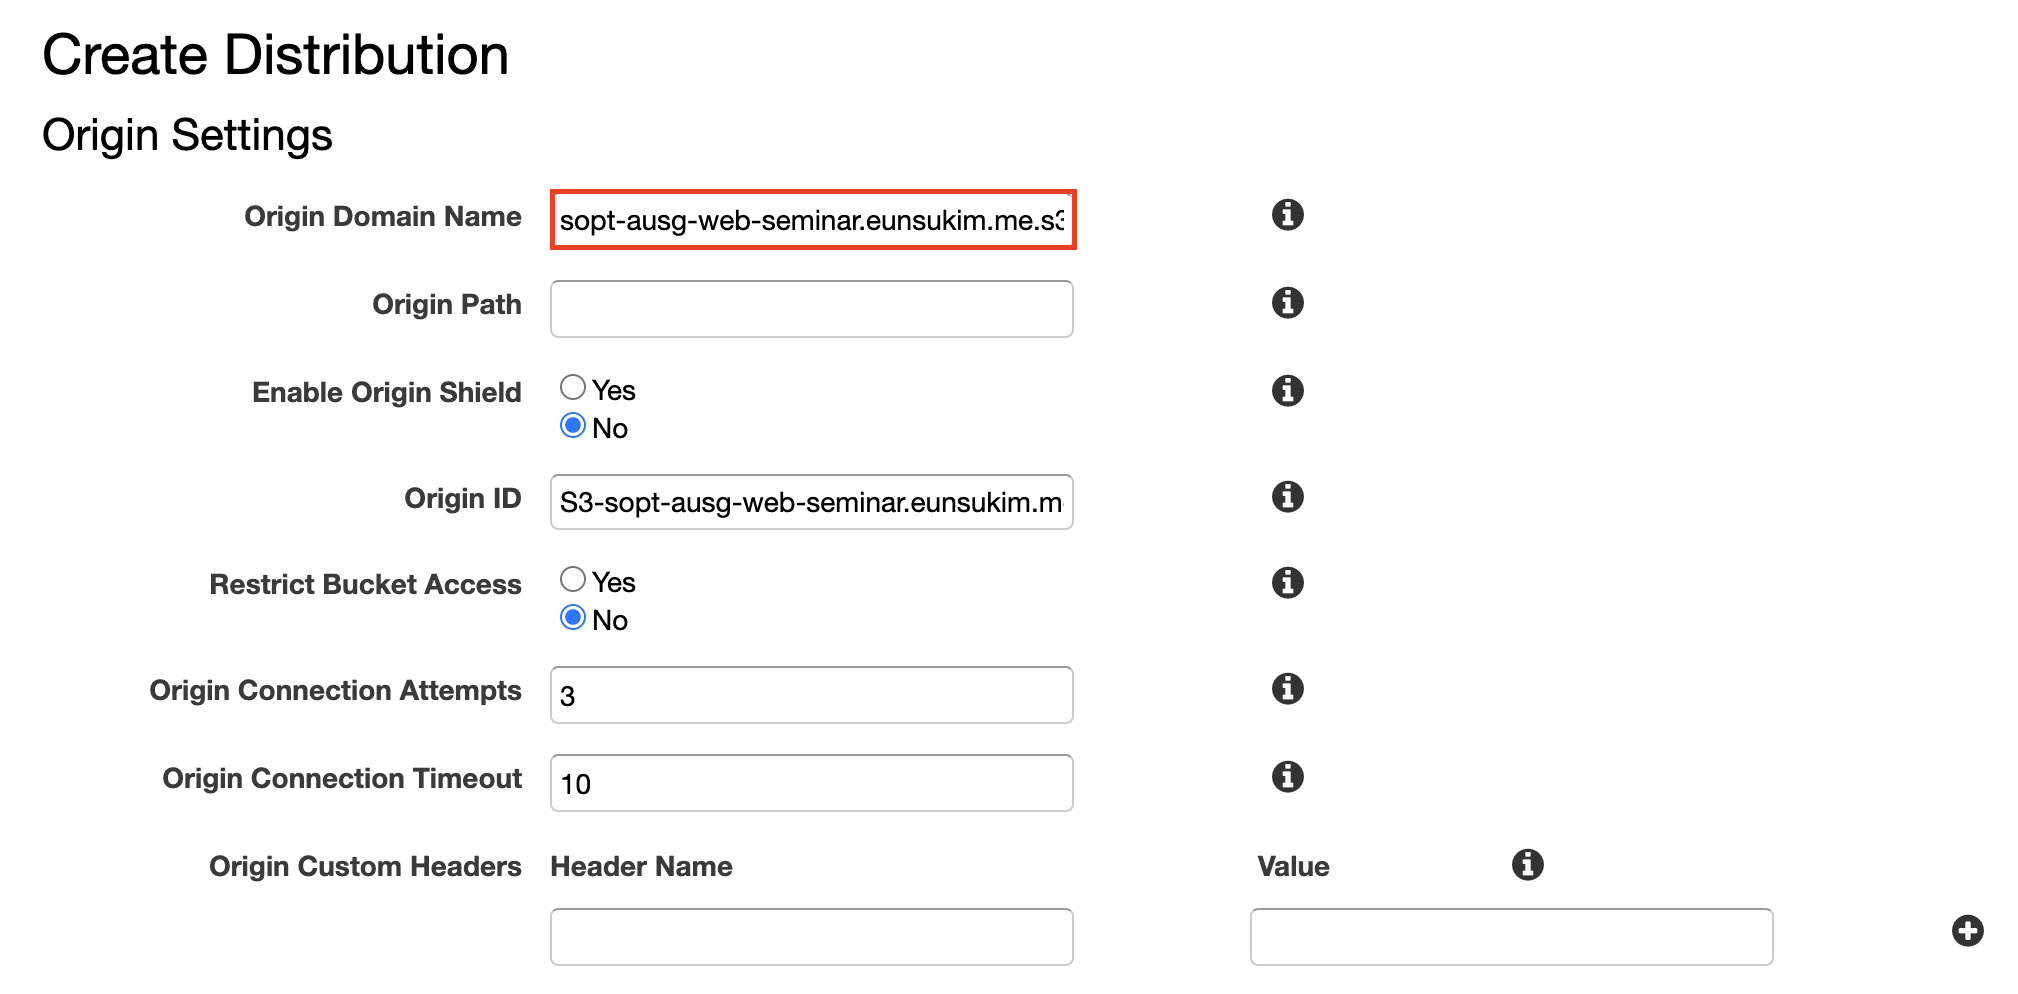 Create Distribution
Origin Settings
Origin Domain Name sopt-ausg-web-seminar.eunsukim.me.s3
Origin Path
Enable Origin Shield Yes
No
Origin ID S3-sopt-ausg-web-seminar.eunsukim.m
Restrict Bucket Access Yes
No
Origin Connection Attempts 3
Origin Connection Timeout 10
Origin Custom Headers Header Name Value